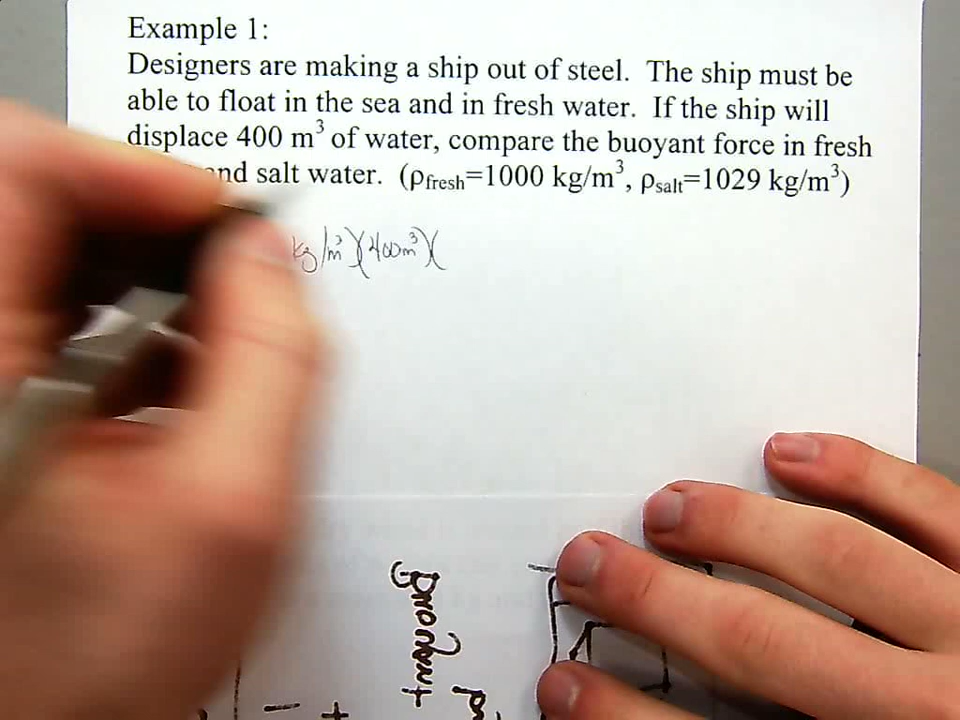 Example 1:
Designers are making a ship out of steel. The ship must be
able to float in the sea and in fresh water. If the ship will
displace 400 m³ of water, compare the buoyant force in fresh
and salt water. (ρfresh=1000 kg/m³, ρsalt=1029 kg/m³)
kg/m³)(400m³)(
Buoyant
+